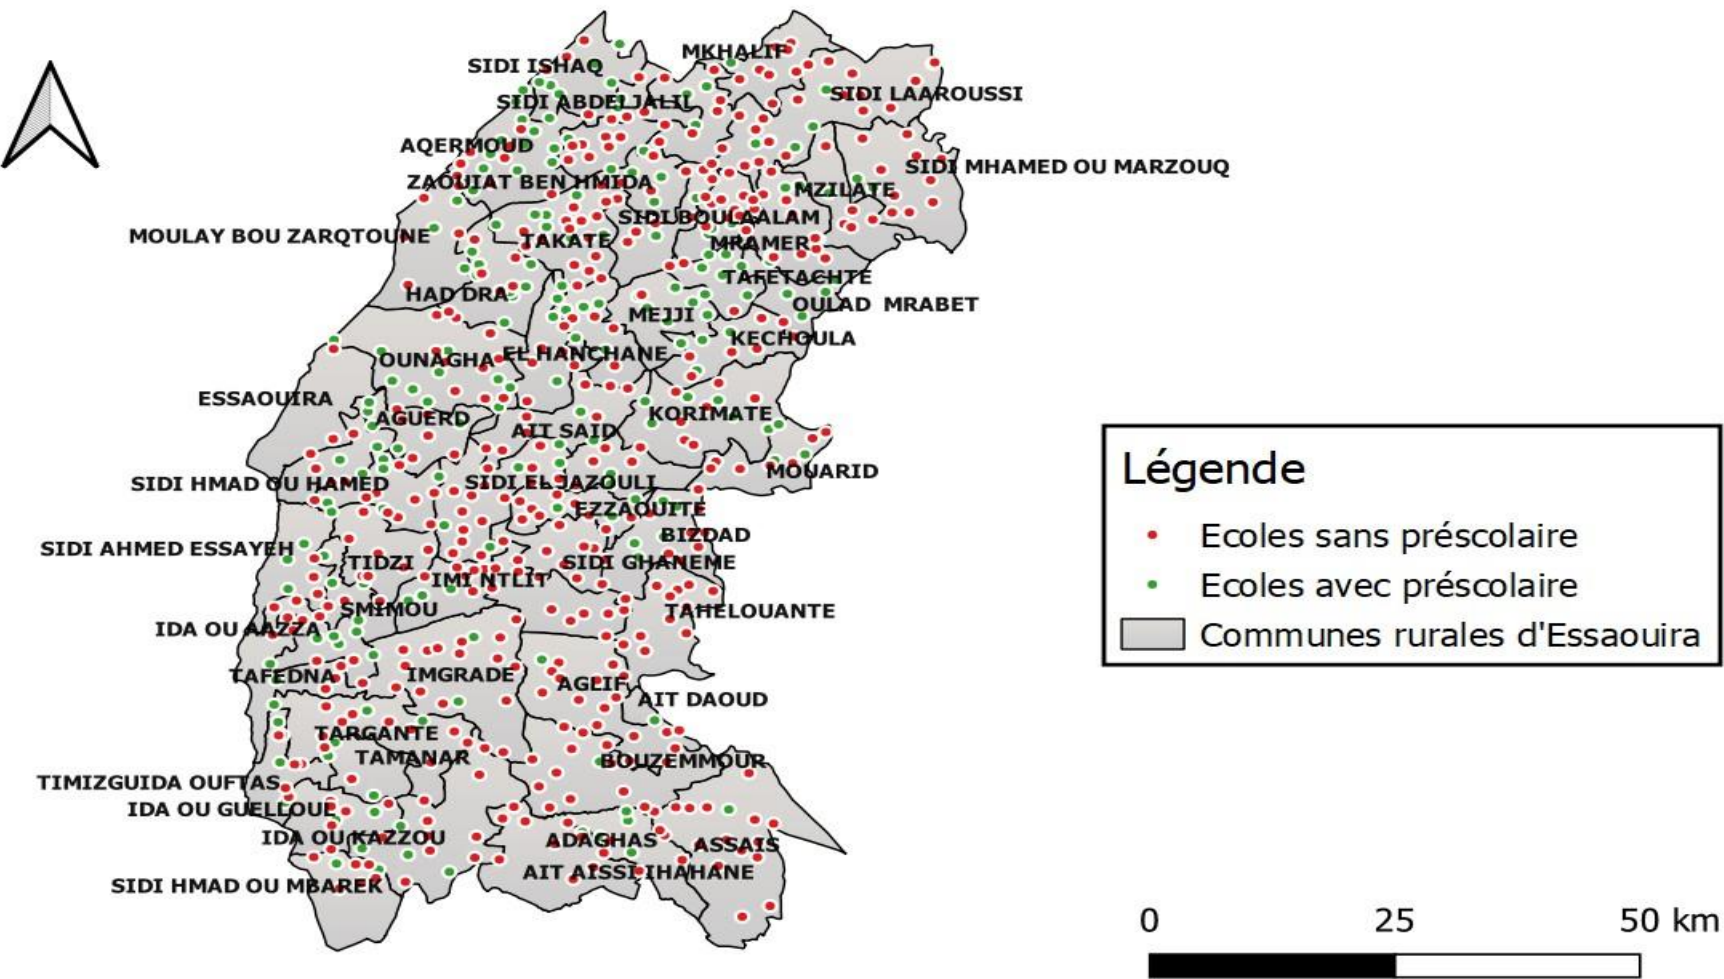 MKHALIF
SIDI ISHAQ
SIDI LAAROUSSI
SIDI ABDELJALIL
AQERMOUD
SIDI MHAMED OU MARZOUQ
ZAOUIAT BEN HMIDA
MZILATE
SIDI BOULAALAM
MOULAY BOU ZARQTOUNE
TAKATE
MRAMER
TAFETACHTE
HAD DRA
OULAD MRABET
MEJJI
KECHOULA
EL HANCHANE
OUNAGHA
ESSAOUIRA
KORIMATE
AGUERD
AIT SAID
MOUARID
SIDI HMAD OU HAMED
SIDI EL JAZOULI
EZZAOUITE
BIZDAD
SIDI AHMED ESSAYEH
TIDZI
SIDI GHANEME
IMI NTLIT
SMIMOU
TAHELOUANTE
IDA OU AAZZA
TAFEDNA
IMGRADE
AGLIF
AIT DAOUD
TARGANTE
TAMANAR
BOUZEMMOUR
TIMIZGUIDA OUFTAS
IDA OU GUELLOUL
IDA OU KAZZOU
ADAGHAS
ASSAIS
AIT AISSI IHAHANE
SIDI HMAD OU MBAREK
Légende
Ecoles sans préscolaire
Ecoles avec préscolaire
Communes rurales d'Essaouira
0 25 50 km